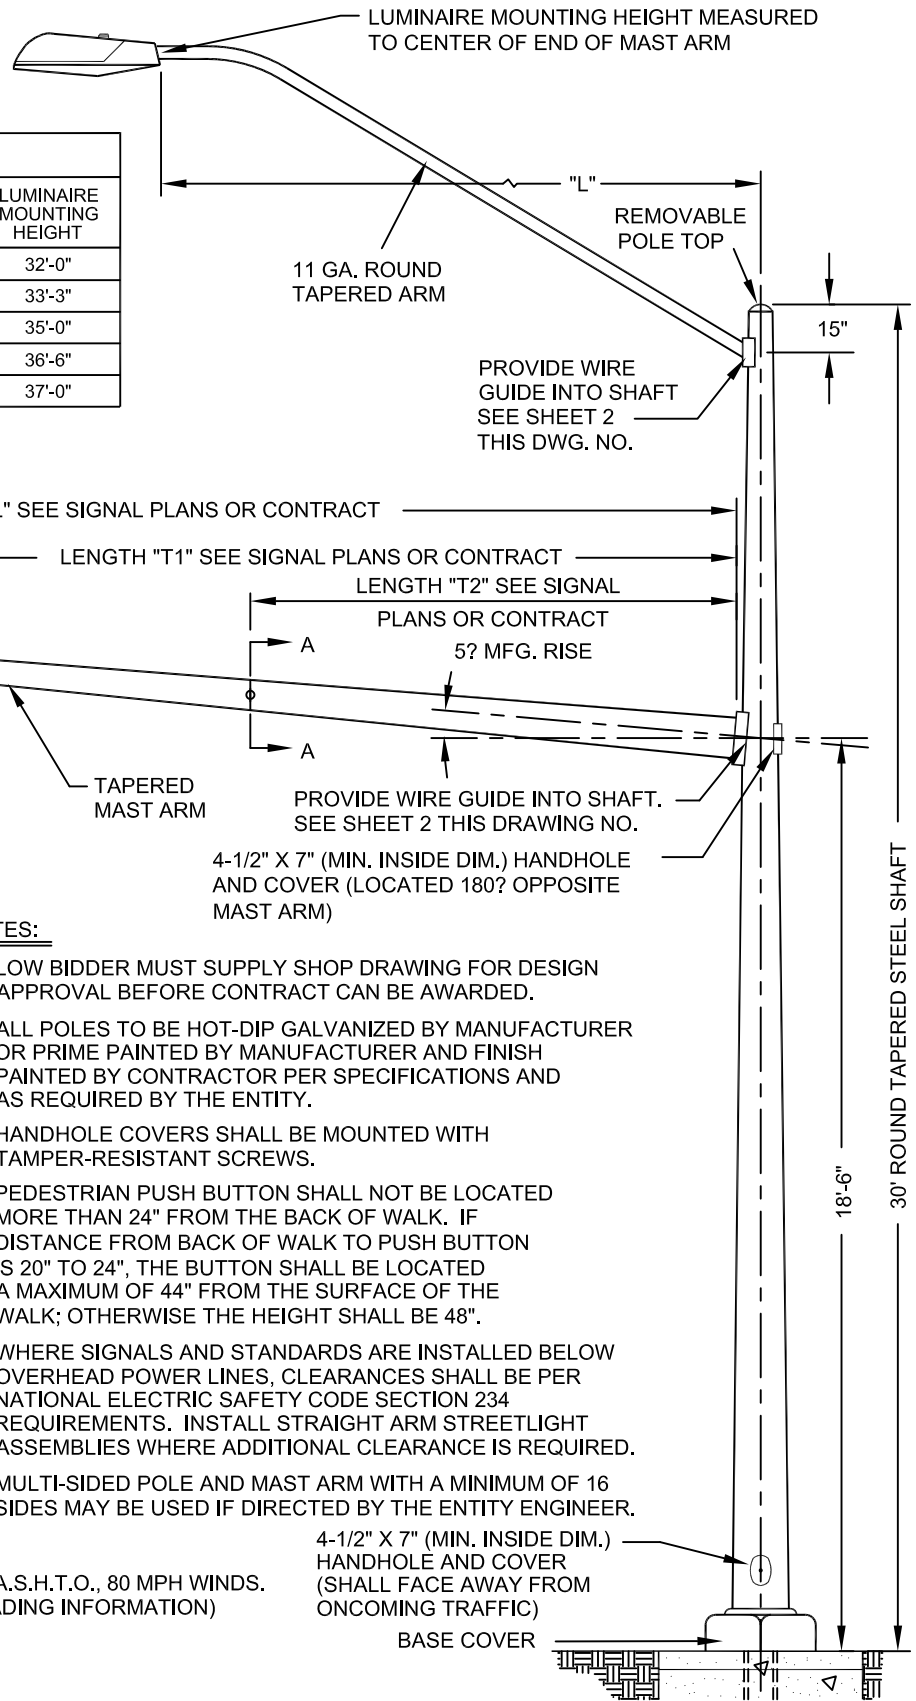 LUMINAIRE MOUNTING HEIGHT MEASURED
TO CENTER OF END OF MAST ARM
LUMINAIRE
MOUNTING
HEIGHT
32'-0"
33'-3"
35'-0"
36'-6"
37'-0"
"L"
REMOVABLE
POLE TOP
11 GA. ROUND
TAPERED ARM
15"
PROVIDE WIRE
GUIDE INTO SHAFT
SEE SHEET 2
THIS DWG. NO.
" SEE SIGNAL PLANS OR CONTRACT
LENGTH "T1" SEE SIGNAL PLANS OR CONTRACT
LENGTH "T2" SEE SIGNAL
PLANS OR CONTRACT
A
5? MFG. RISE
A
TAPERED
MAST ARM
PROVIDE WIRE GUIDE INTO SHAFT.
SEE SHEET 2 THIS DRAWING NO.
4-1/2" X 7" (MIN. INSIDE DIM.) HANDHOLE
AND COVER (LOCATED 180? OPPOSITE
MAST ARM)
30' ROUND TAPERED STEEL SHAFT
18'-6"
TES:
LOW BIDDER MUST SUPPLY SHOP DRAWING FOR DESIGN
APPROVAL BEFORE CONTRACT CAN BE AWARDED.
ALL POLES TO BE HOT-DIP GALVANIZED BY MANUFACTURER
OR PRIME PAINTED BY MANUFACTURER AND FINISH
PAINTED BY CONTRACTOR PER SPECIFICATIONS AND
AS REQUIRED BY THE ENTITY.
HANDHOLE COVERS SHALL BE MOUNTED WITH
TAMPER-RESISTANT SCREWS.
PEDESTRIAN PUSH BUTTON SHALL NOT BE LOCATED
MORE THAN 24" FROM THE BACK OF WALK. IF
DISTANCE FROM BACK OF WALK TO PUSH BUTTON
IS 20" TO 24", THE BUTTON SHALL BE LOCATED
A MAXIMUM OF 44" FROM THE SURFACE OF THE
WALK; OTHERWISE THE HEIGHT SHALL BE 48".
WHERE SIGNALS AND STANDARDS ARE INSTALLED BELOW
OVERHEAD POWER LINES, CLEARANCES SHALL BE PER
NATIONAL ELECTRIC SAFETY CODE SECTION 234
REQUIREMENTS. INSTALL STRAIGHT ARM STREETLIGHT
ASSEMBLIES WHERE ADDITIONAL CLEARANCE IS REQUIRED.
MULTI-SIDED POLE AND MAST ARM WITH A MINIMUM OF 16
SIDES MAY BE USED IF DIRECTED BY THE ENTITY ENGINEER.
A.S.H.T.O., 80 MPH WINDS.
ADING INFORMATION)
4-1/2" X 7" (MIN. INSIDE DIM.)
HANDHOLE AND COVER
(SHALL FACE AWAY FROM
ONCOMING TRAFFIC)
BASE COVER